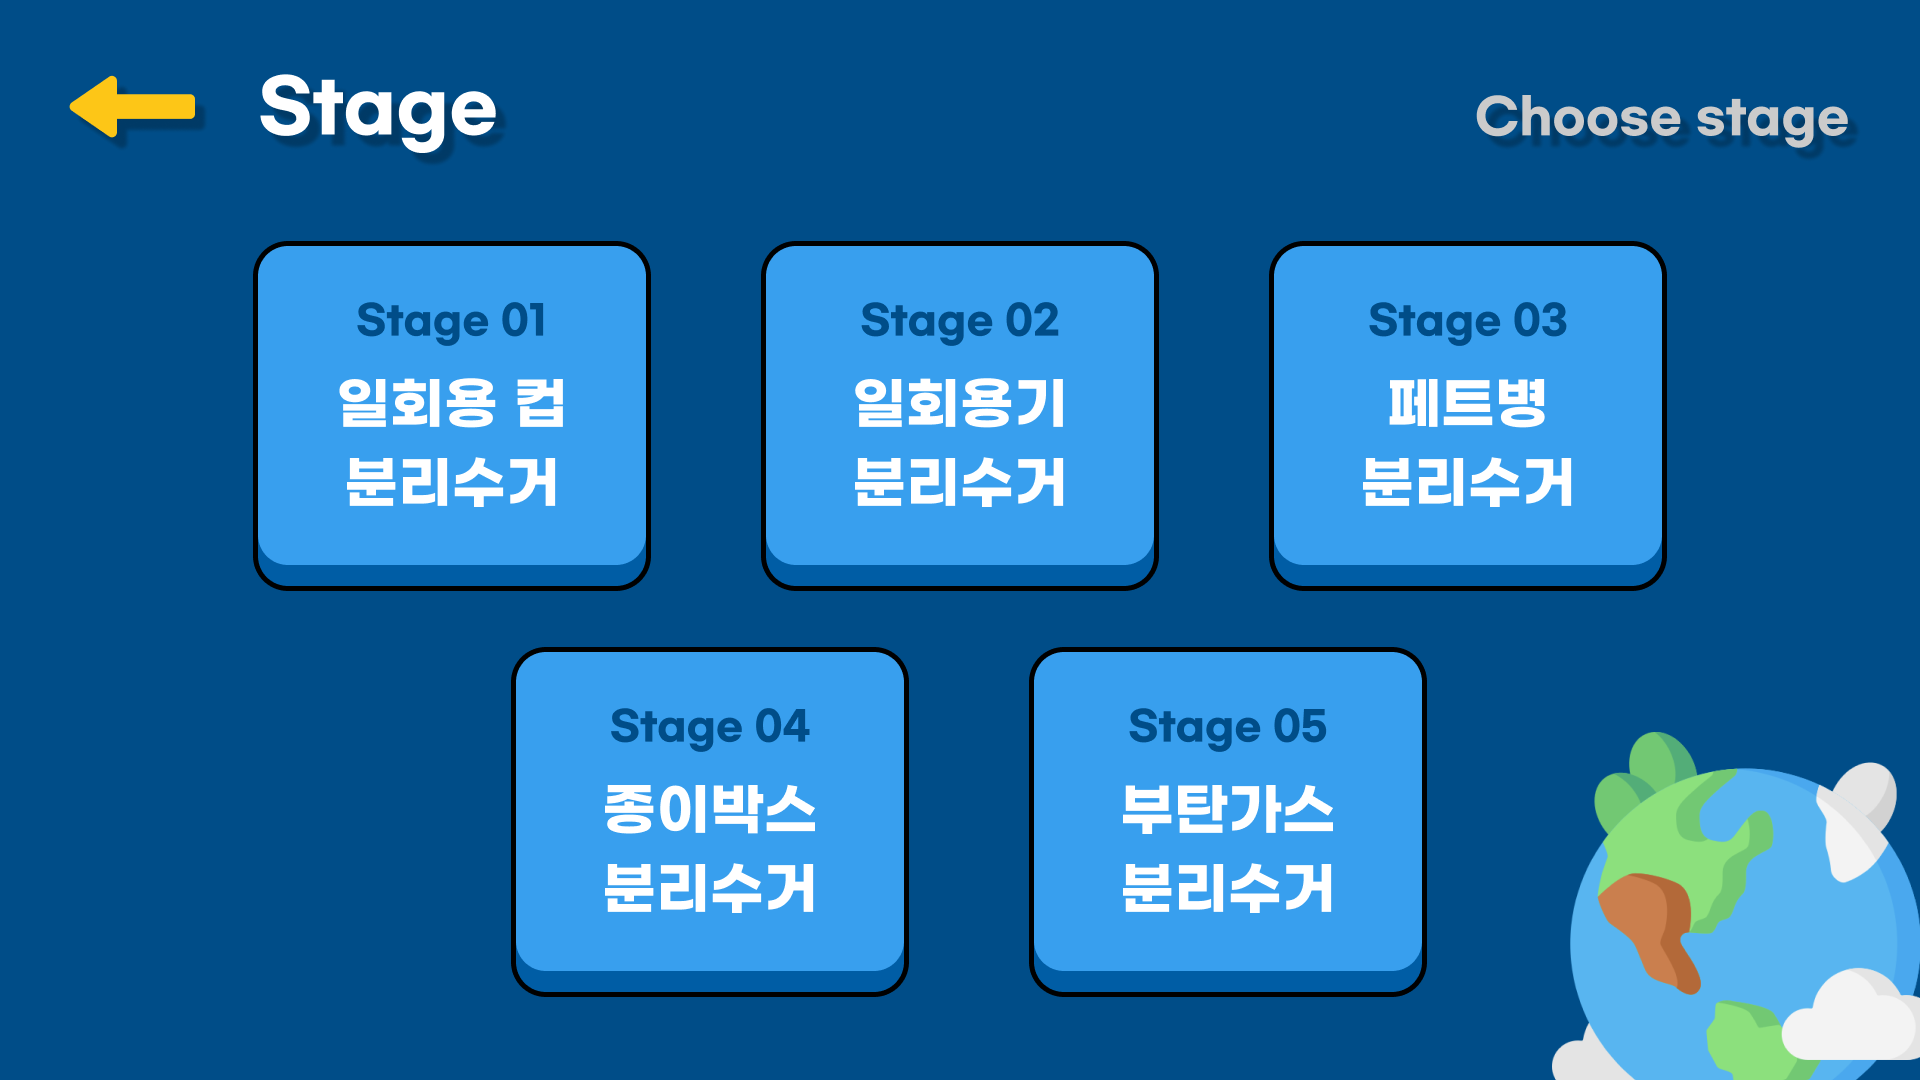 Stage
Choose stage
Stage 01
일회용 컵
분리수거
Stage 02
일회용기
분리수거
Stage 03
페트병
분리수거
Stage 04
종이박스
분리수거
Stage 05
부탄가스
분리수거